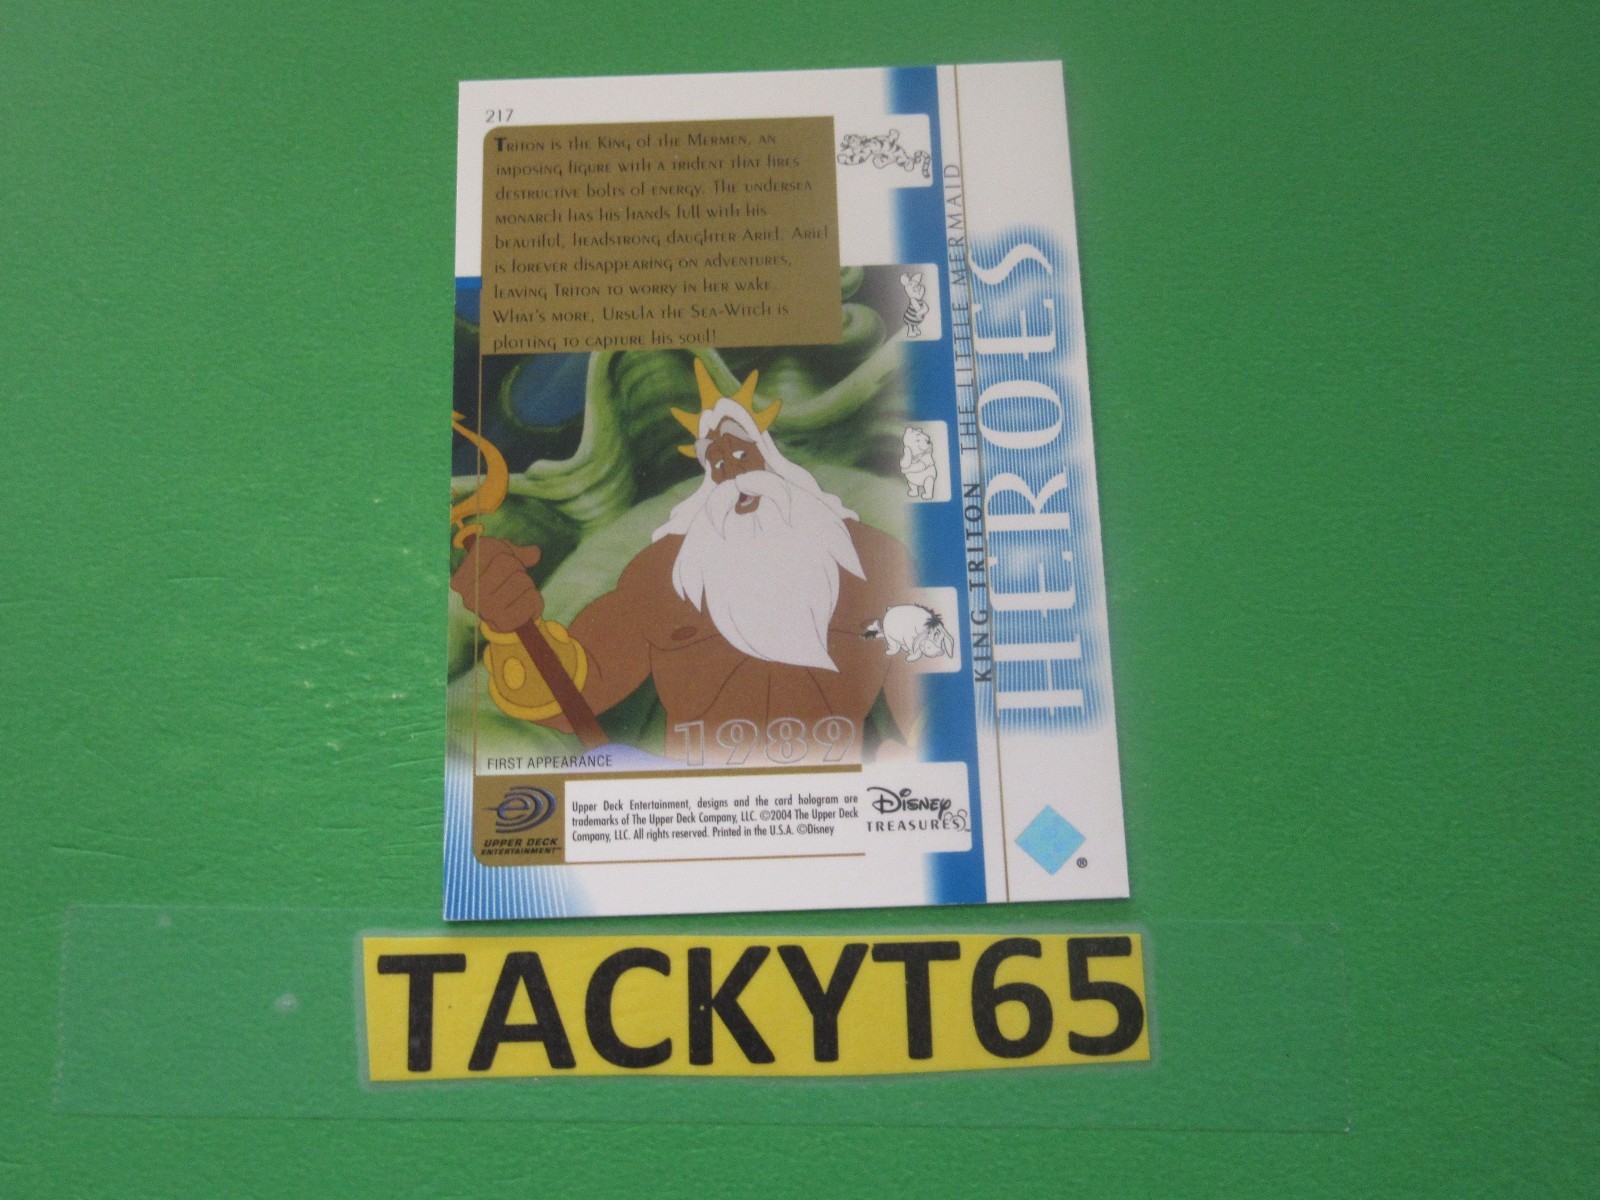 217
Triton is the King of the Mermen, an
imposing figure with a trident that fires
destructive bolts of energy. The undersea
monarch has his hands full with his
beautiful, headstrong daughter Ariel. Ariel
is forever disappearing on adventures,
leaving Triton to worry in her wake.
What's more, Ursula the Sea-Witch is
plotting to capture his soul!
KING TRITON THE LITTLE MERMAID
HEROES
1989
FIRST APPEARANCE
UPPER DECK
ENTERTAINMENT™
Upper Deck Entertainment, designs and the card hologram are
trademarks of The Upper Deck Company, LLC. ©2004 The Upper Deck
Company, LLC. All rights reserved. Printed in the U.S.A. ©Disney
Disney
TREASURES
®
TACKYT65